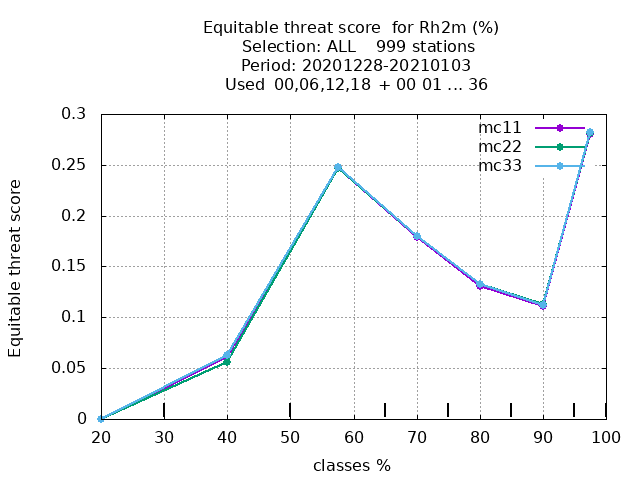 Equitable threat score  for Rh2m (%)
Selection: ALL    999 stations
Period: 20201228-20210103
Used  00,06,12,18  + 00 01 ... 36
mc11
mc22
mc33
Equitable threat score
0.3
0.25
0.2
0.15
0.1
0.05
0
20 30 40 50 60 70 80 90 100
classes %